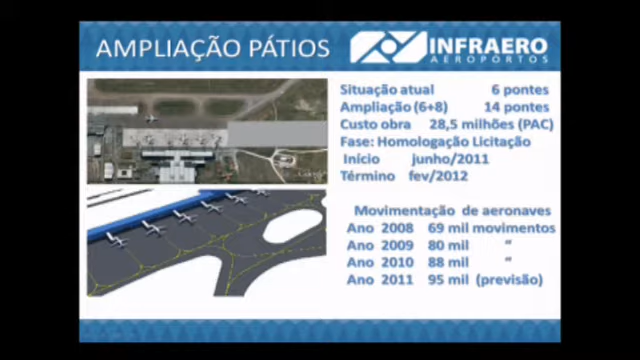 AMPLIAÇÃO PÁTIOS
INFRAERO
AEROPORTOS
Situação atual 6 pontes
Ampliação (6+8) 14 pontes
Custo obra 28,5 milhões (PAC)
Fase: Homologação Licitação
Início junho/2011
Término fev/2012
Movimentação de aeronaves
Ano 2008 69 mil movimentos
Ano 2009 80 mil “
Ano 2010 88 mil “
Ano 2011 95 mil (previsão)